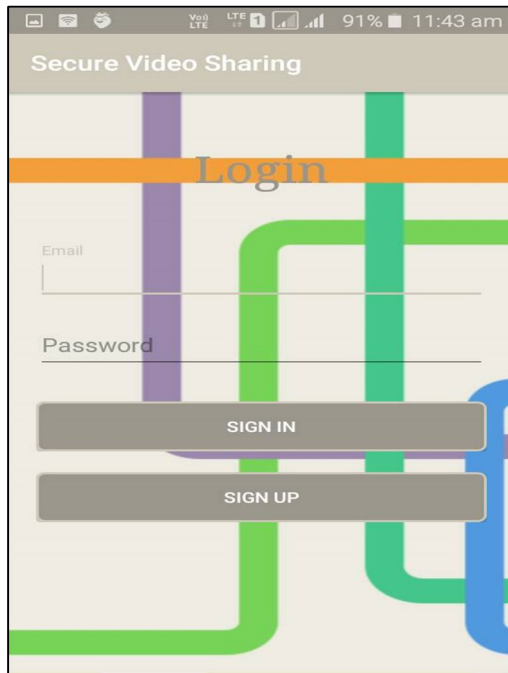 Vo)) LTE LTE 1 91% 11:43 am
Secure Video Sharing
Login
Email
Password
SIGN IN
SIGN UP